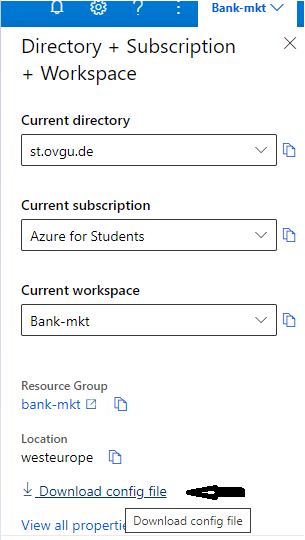 Bank-mkt
Directory + Subscription
+ Workspace
Current directory
st.ovgu.de
Current subscription
Azure for Students
Current workspace
Bank-mkt
Resource Group
bank-mkt
Location
westeurope
Download config file
Download config file
View all propertie